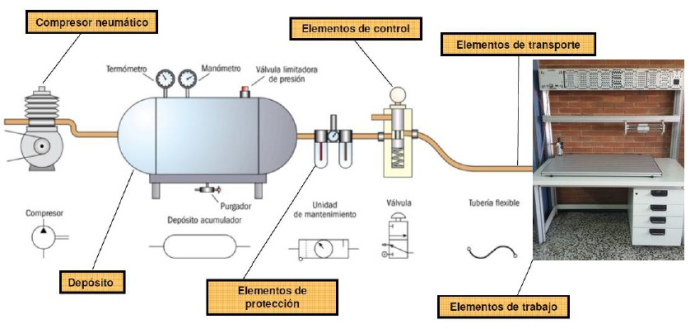 Compresor neumático
Elementos de control
Elementos de transporte
Termómetro
Manómetro
Válvula limitadora
de presión
Purgador
Compresor
Depósito acumulador
Unidad
de mantenimiento
Válvula
Tubería flexible
Depósito
Elementos de
protección
Elementos de trabajo